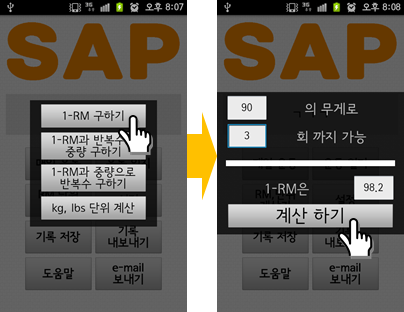 오후 8:07
SAP
1-RM 구하기
1-RM과 반복수로
중량 구하기
1-RM과 중량으로
반복수 구하기
kg, lbs 단위 계산
기록 저장
기록
내보내기
도움말
e-mail
보내기
오후 8:08
SAP
90 의 무게로
3 회 까지 가능
1-RM은 98.2
계산 하기
기록 저장
기록
내보내기
도움말
e-mail
보내기